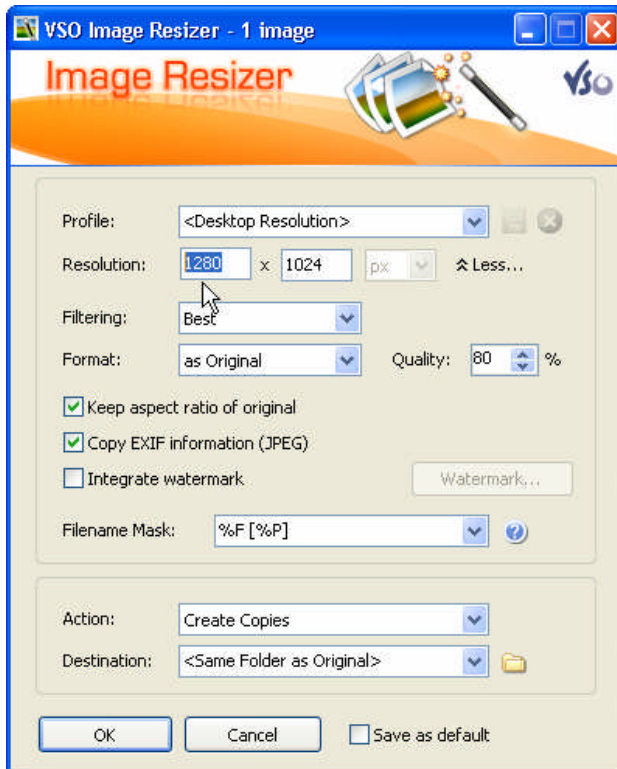 VSO Image Resizer - 1 image
Image Resizer
VSO
Profile: <Desktop Resolution>
Resolution: 1280 x 1024 px Less...
Filtering: Best
Format: as Original Quality: 80 %
Keep aspect ratio of original
Copy EXIF information (JPEG)
Integrate watermark Watermark...
Filename Mask: %F [%P]
Action: Create Copies
Destination: <Same Folder as Original>
OK Cancel Save as default